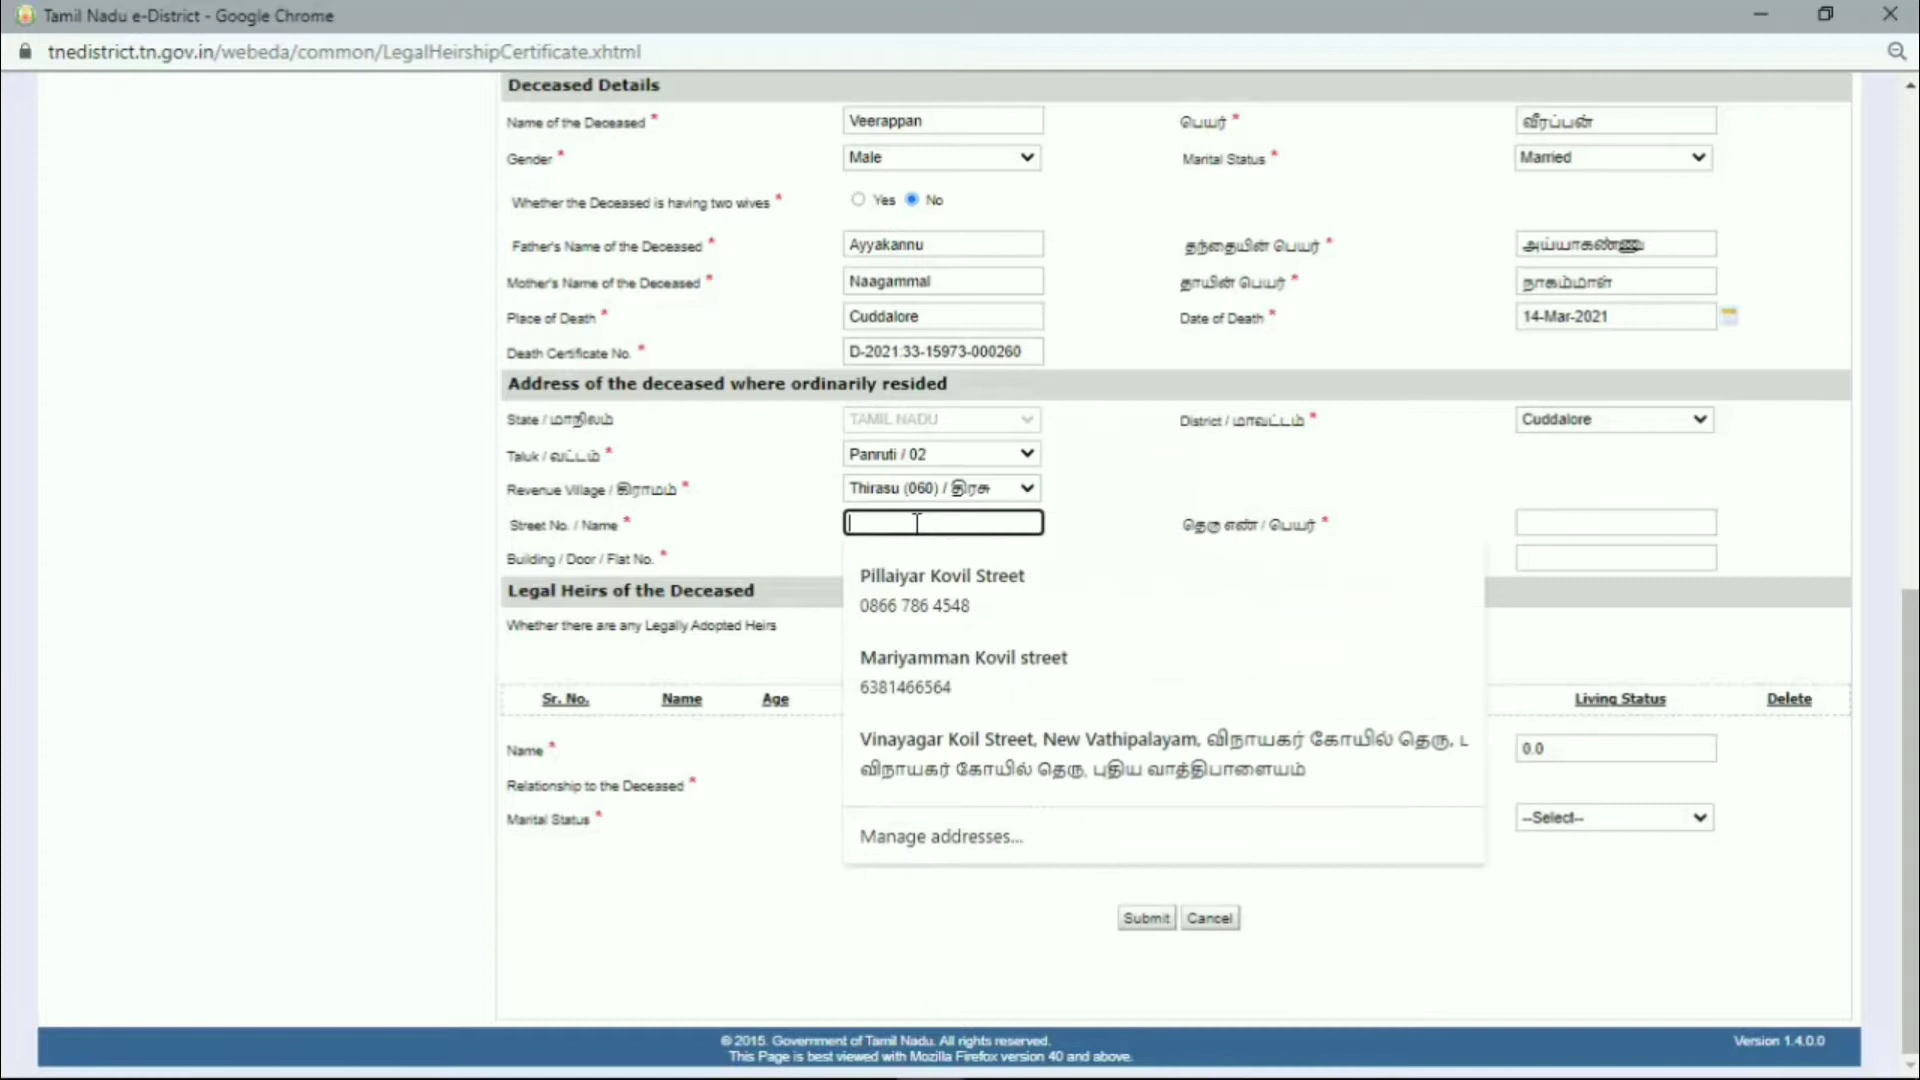 Tamil Nadu e-District - Google Chrome
tnedistrict.tn.gov.in/webeda/common/LegalHeirshipCertificate.xhtml
Deceased Details
Name of the Deceased * Veerappan பெயர் * வீரப்பன்
Gender * Male Marital Status * Married
Whether the Deceased is having two wives * Yes No
Father's Name of the Deceased * Ayyakannu தந்தையின் பெயர் * அய்யாகண்ணு
Mother's Name of the Deceased * Naagammal தாயின் பெயர் * நாகம்மாள்
Place of Death * Cuddalore Date of Death * 14-Mar-2021
Death Certificate No. * D-2021:33-15973-000260
Address of the deceased where ordinarily resided
State / மாநிலம் TAMIL NADU District / மாவட்டம் * Cuddalore
Taluk / வட்டம் * Panruti / 02
Revenue Village / கிராமம் * Thirasu (060) / திரசு
Street No. / Name * தெரு எண் / பெயர் *
Building / Door / Flat No. *
Pillaiyar Kovil Street
0866 786 4548
Legal Heirs of the Deceased
Whether there are any Legally Adopted Heirs
Mariyamman Kovil street
6381466564
Sr. No. Name Age Living Status Delete
Vinayagar Koil Street, New Vathipalayam, விநாயகர் கோயில் தெரு,
விநாயகர் கோயில் தெரு, புதிய வாத்திபாளையம்
Name * 0.0
Relationship to the Deceased *
Marital Status * --Select--
Manage addresses...
Submit Cancel
© 2015. Government of Tamil Nadu. All rights reserved. Version 1.4.0.0
This Page is best viewed with Mozilla Firefox version 40 and above.